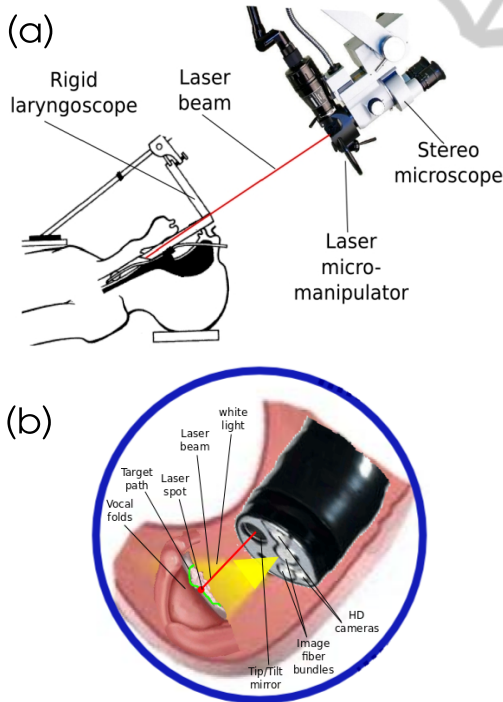 (a)
Rigid
laryngoscope
Laser
beam
Stereo
microscope
Laser
micro-
manipulator
(b)
white
light
Laser
beam
Target
path
Laser
spot
Vocal
folds
HD
cameras
Image
fiber
bundles
Tip/Tilt
mirror